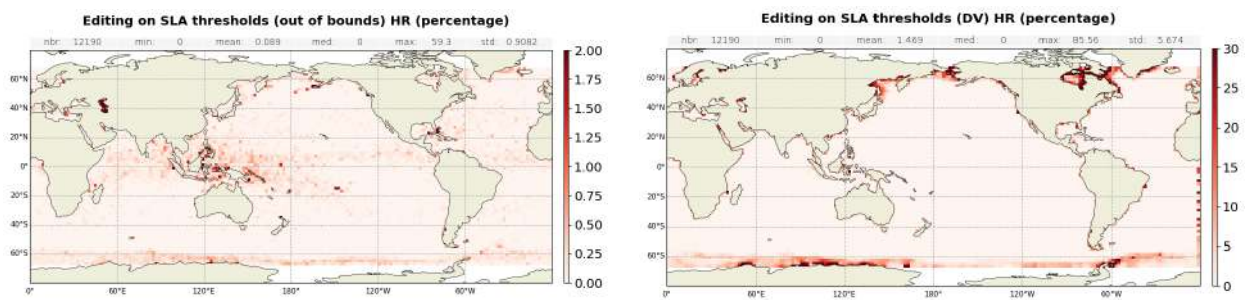 Editing on SLA thresholds (out of bounds) HR (percentage)
nbr: 12190 min: 0 mean: 0.089 med: 0 max: 59.3 std: 0.9082
2.00
1.75
1.50
1.25
1.00
0.75
0.50
0.25
0.00
60°N
40°N
20°N
0°
20°S
40°S
60°S
0° 60°E 120°E 180° 120°W 60°W
Editing on SLA thresholds (DV) HR (percentage)
nbr: 12190 min: 0 mean: 1.469 med: 0 max: 85.56 std: 5.674
30
25
20
15
10
5
0
60°N
40°N
20°N
0°
20°S
40°S
60°S
0° 60°E 120°E 180° 120°W 60°W